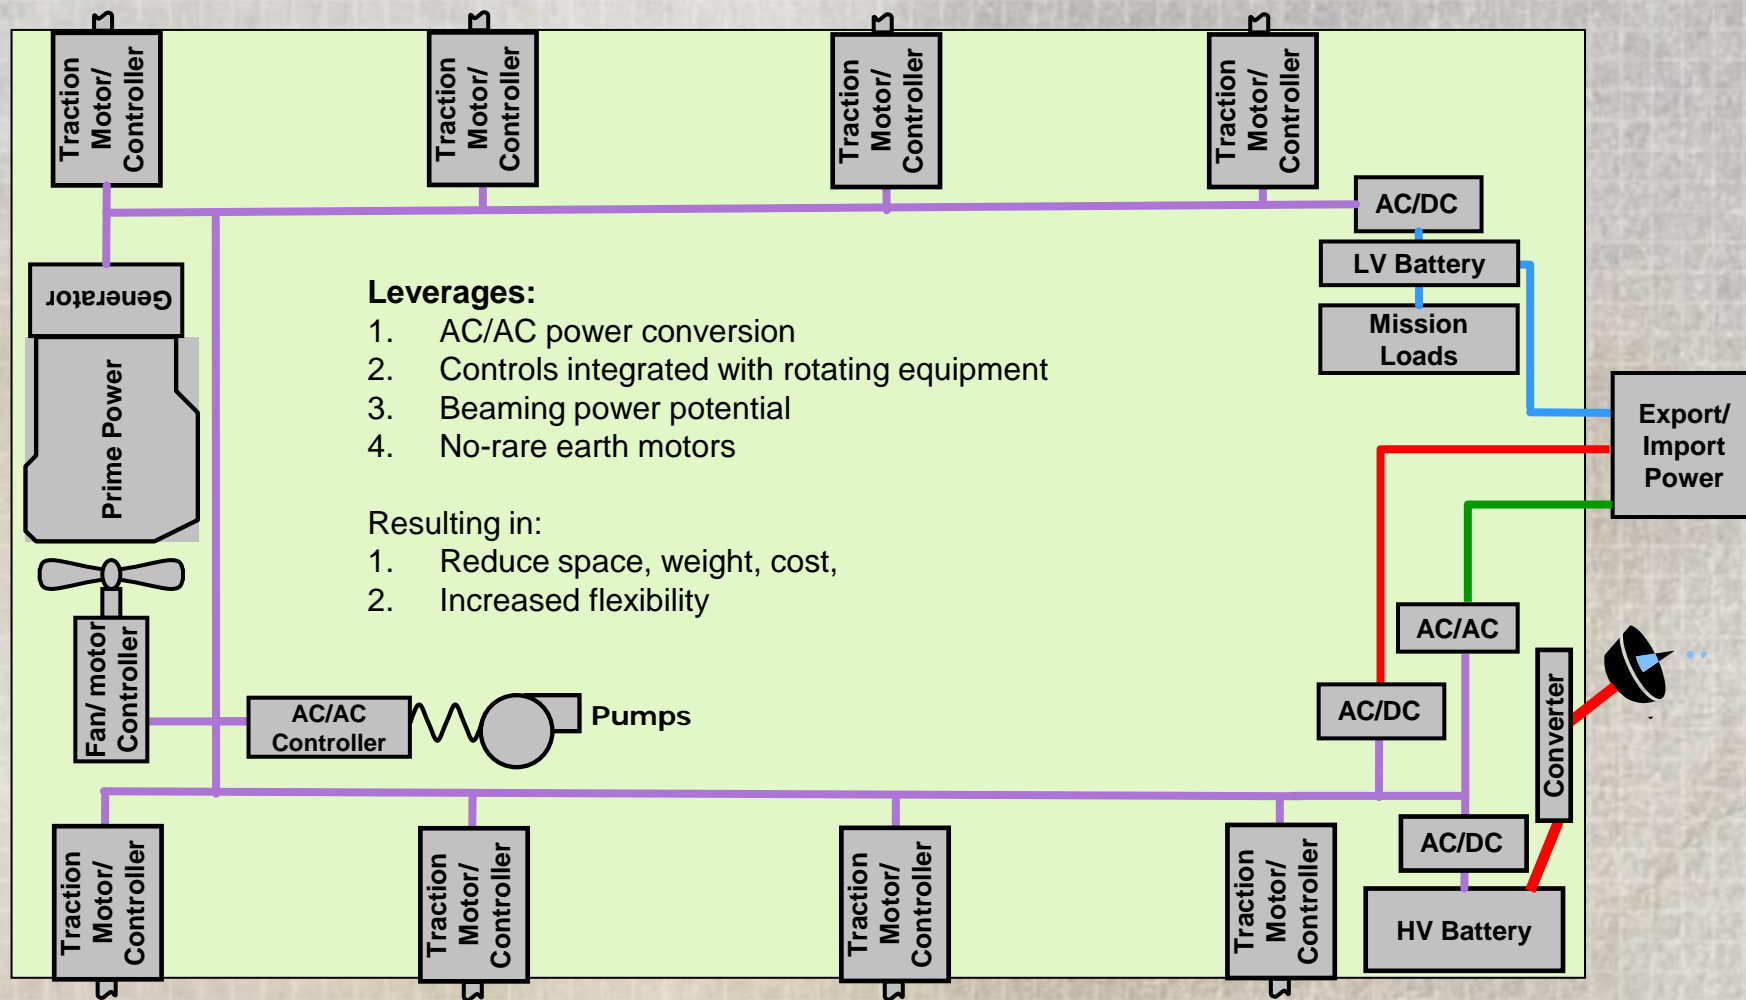 Traction
Motor/
Controller
Traction
Motor/
Controller
Traction
Motor/
Controller
Traction
Motor/
Controller
AC/DC
LV Battery
Mission
Loads
Generator
Prime Power
Leverages:
1. AC/AC power conversion
2. Controls integrated with rotating equipment
3. Beaming power potential
4. No-rare earth motors
Resulting in:
1. Reduce space, weight, cost,
2. Increased flexibility
Export/
Import
Power
AC/AC
Fan/ motor
Controller
AC/AC
Controller
Pumps
AC/DC
Converter
AC/DC
HV Battery
Traction
Motor/
Controller
Traction
Motor/
Controller
Traction
Motor/
Controller
Traction
Motor/
Controller